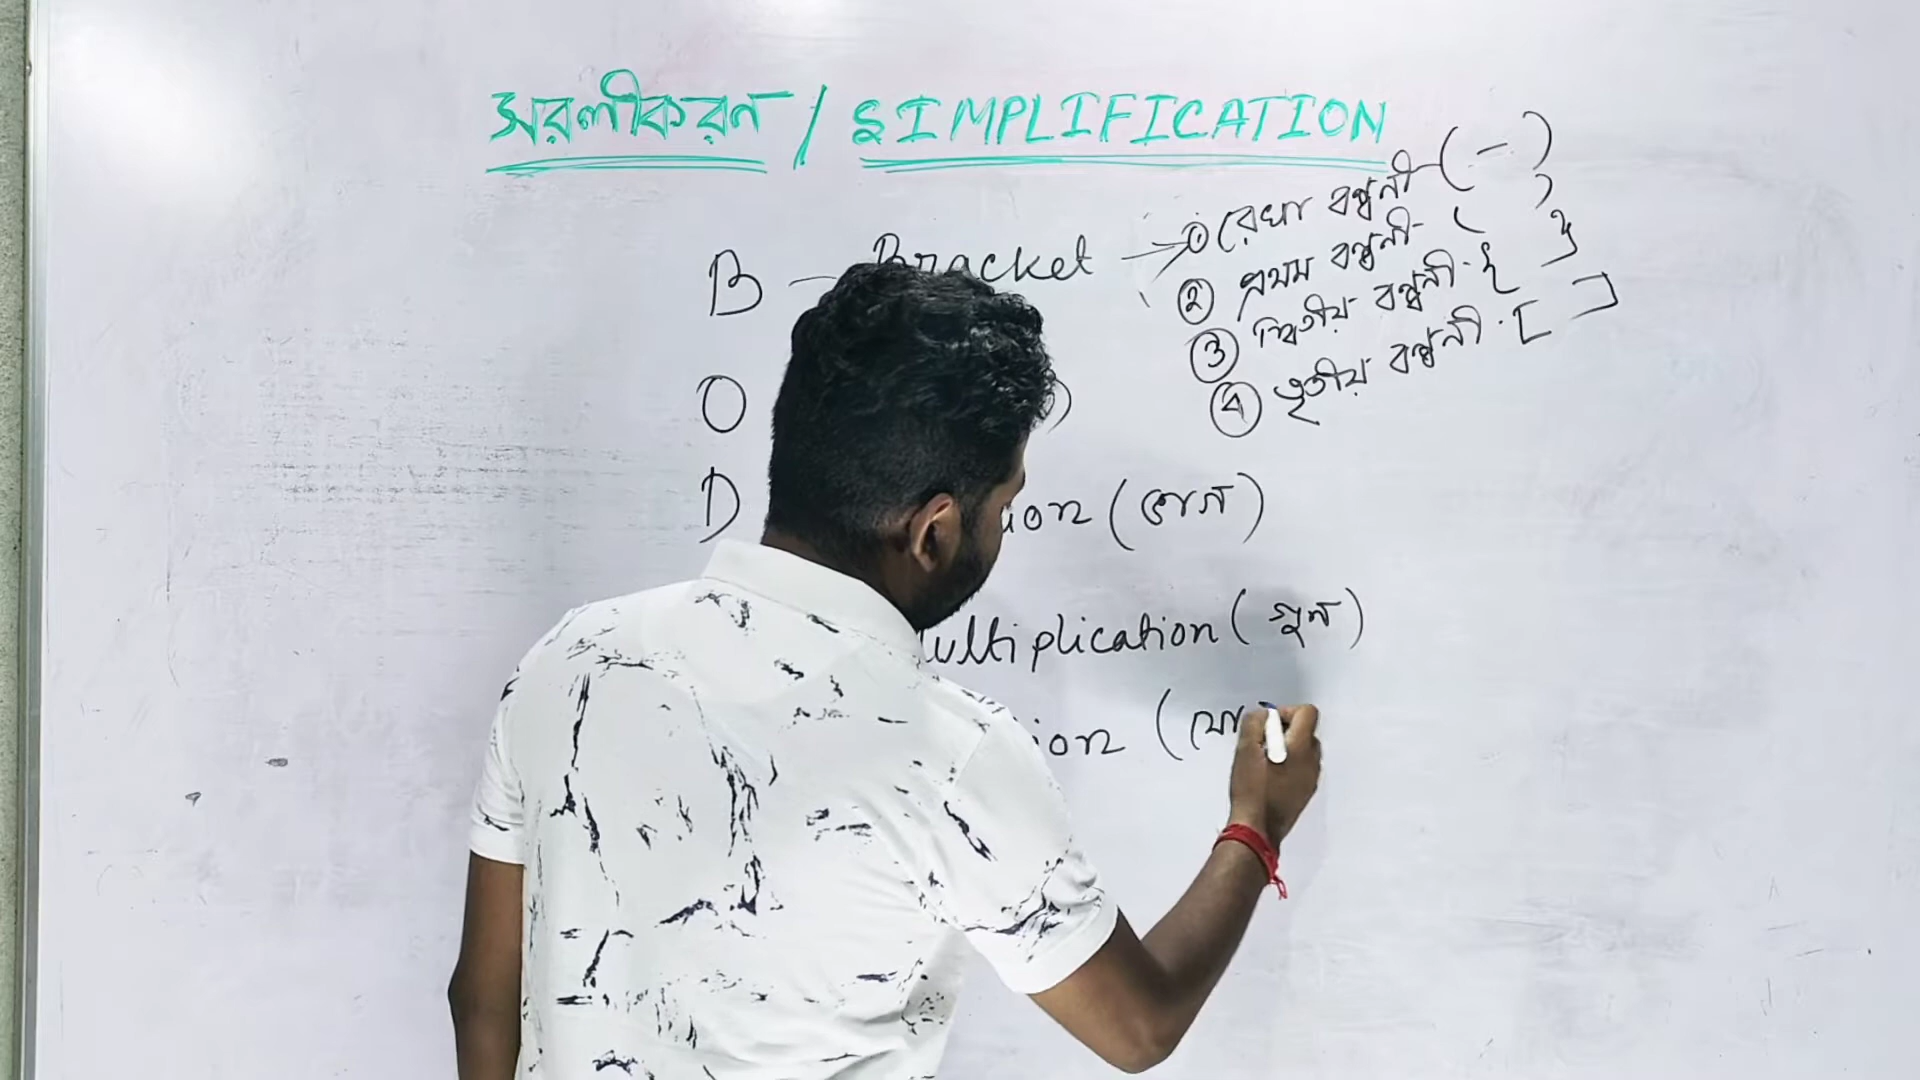 সরলীকরণ / SIMPLIFICATION
B - Bracket → ① রেখা বন্ধনী ( - )
② প্রথম বন্ধনী ( )
③ দ্বিতীয় বন্ধনী . { }
④ তৃতীয় বন্ধনী . [ ]
O )
D ion (ভাগ)
ultiplication (গুন)
ion (যো